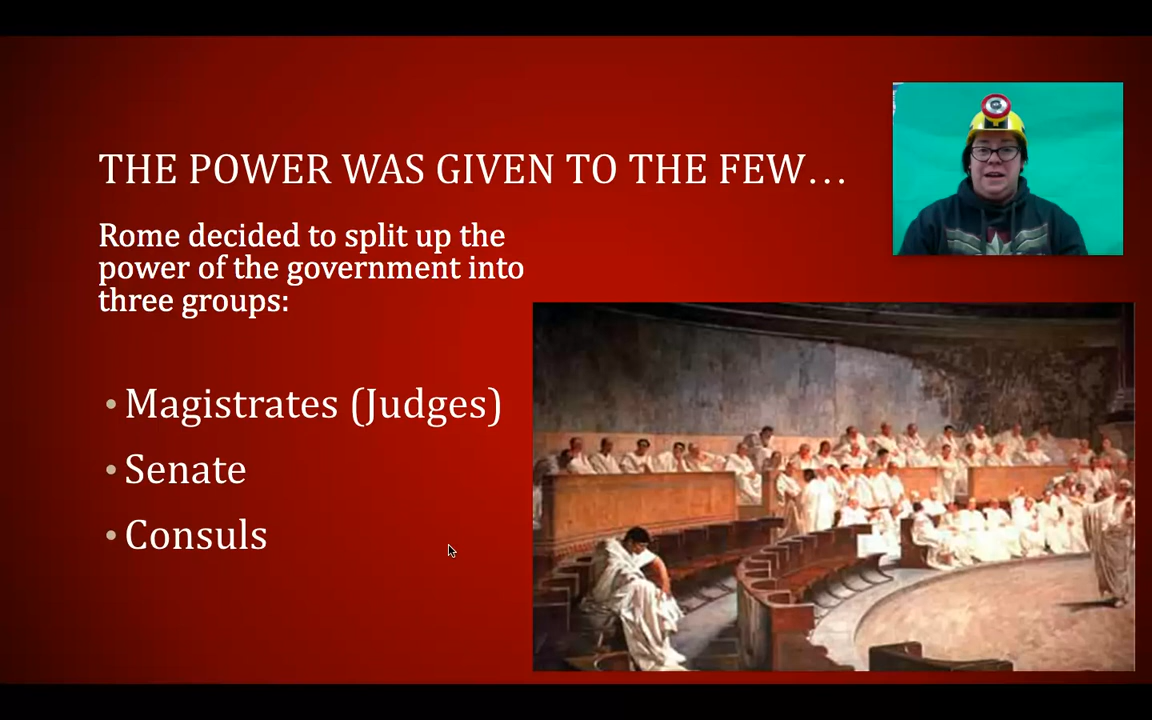 THE POWER WAS GIVEN TO THE FEW…
Rome decided to split up the
power of the government into
three groups:
• Magistrates (Judges)
• Senate
• Consuls